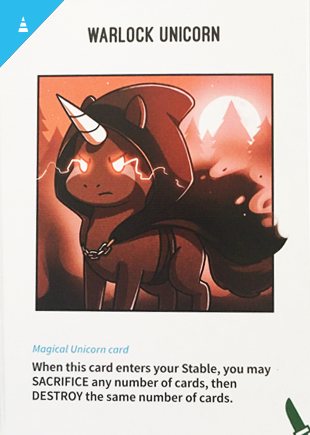 WARLOCK UNICORN
Magical Unicorn card
When this card enters your Stable, you may
SACRIFICE any number of cards, then
DESTROY the same number of cards.